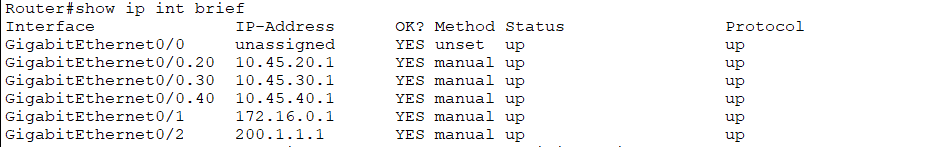 Router#show ip int brief
Interface IP-Address OK? Method Status Protocol
GigabitEthernet0/0 unassigned YES unset up up
GigabitEthernet0/0.20 10.45.20.1 YES manual up up
GigabitEthernet0/0.30 10.45.30.1 YES manual up up
GigabitEthernet0/0.40 10.45.40.1 YES manual up up
GigabitEthernet0/1 172.16.0.1 YES manual up up
GigabitEthernet0/2 200.1.1.1 YES manual up up